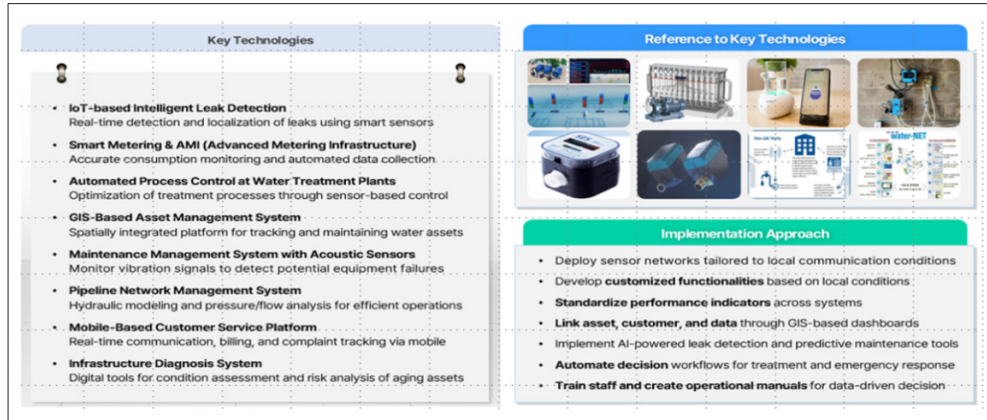 Key Technologies
• IoT-based Intelligent Leak Detection
Real-time detection and localization of leaks using smart sensors
• Smart Metering & AMI (Advanced Metering Infrastructure)
Accurate consumption monitoring and automated data collection
• Automated Process Control at Water Treatment Plants
Optimization of treatment processes through sensor-based control
• GIS-Based Asset Management System
Spatially integrated platform for tracking and maintaining water assets
• Maintenance Management System with Acoustic Sensors
Monitor vibration signals to detect potential equipment failures
• Pipeline Network Management System
Hydraulic modeling and pressure/flow analysis for efficient operations
• Mobile-Based Customer Service Platform
Real-time communication, billing, and complaint tracking via mobile
• Infrastructure Diagnosis System
Digital tools for condition assessment and risk analysis of aging assets
Reference to Key Technologies
water-NET
Implementation Approach
• Deploy sensor networks tailored to local communication conditions
• Develop customized functionalities based on local conditions
• Standardize performance indicators across systems
• Link asset, customer, and data through GIS-based dashboards
• Implement AI-powered leak detection and predictive maintenance tools
• Automate decision workflows for treatment and emergency response
• Train staff and create operational manuals for data-driven decision